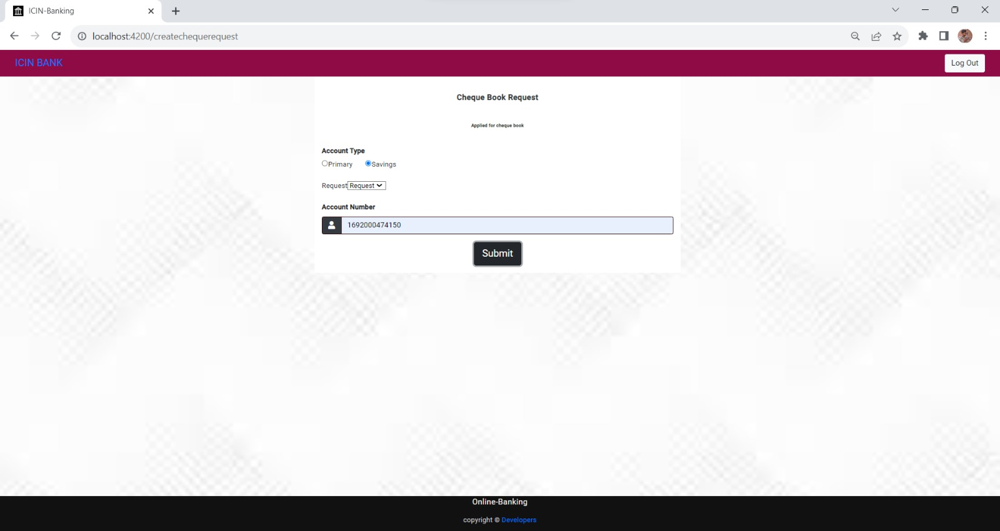 ICIN-Banking
localhost:4200/createchequerequest
ICIN BANK
Log Out
Cheque Book Request
Applied for cheque book
Account Type
Primary Savings
Request Request
Account Number
1692000474150
Submit
Online-Banking
copyright © Developers